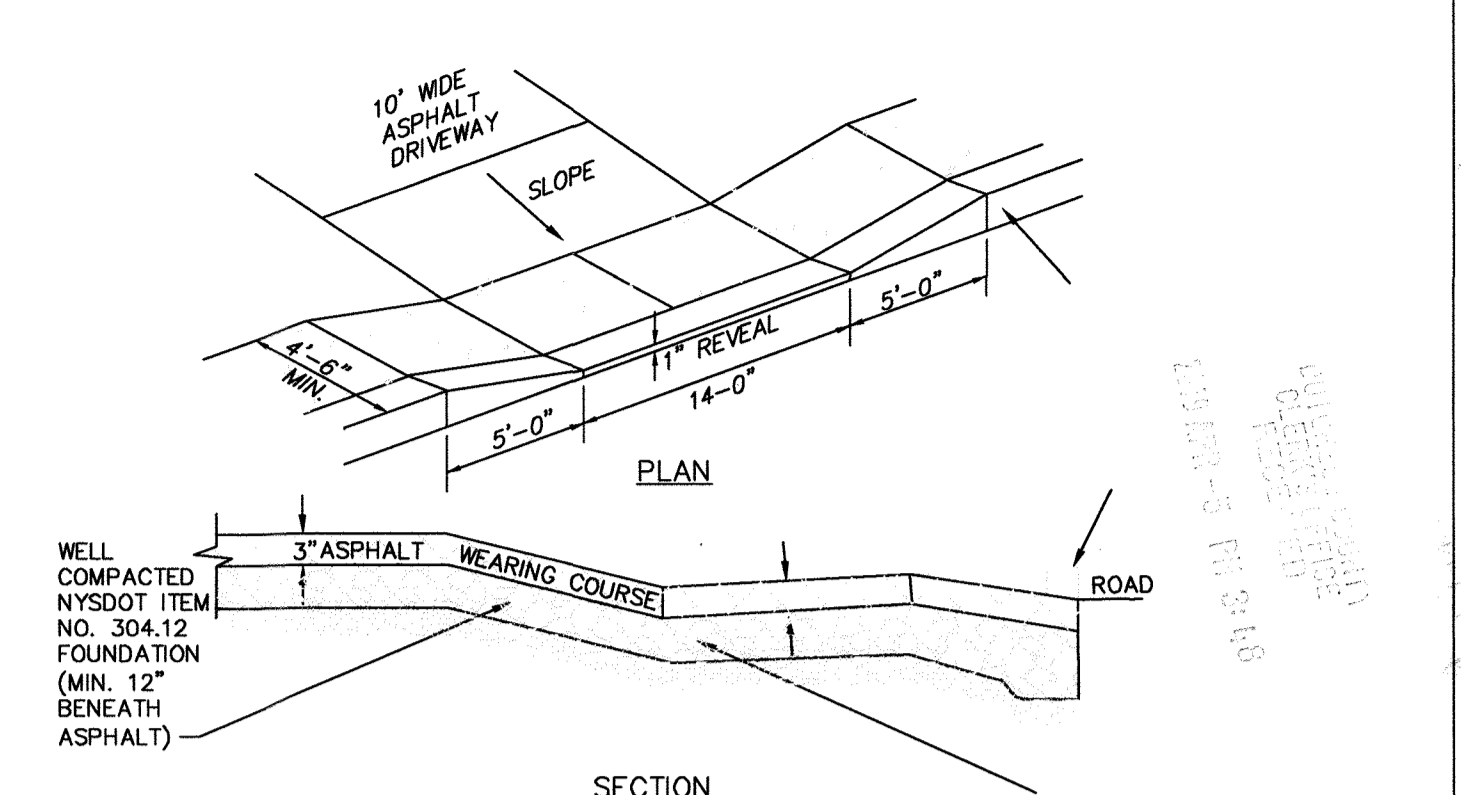 10' WIDE
ASPHALT
DRIVEWAY
SLOPE
4'-6"
MIN.
1" REVEAL
5'-0"
14-0"
5'-0"
PLAN
WELL
COMPACTED
NYSDOT ITEM
NO. 304.12
FOUNDATION
(MIN. 12"
BENEATH
ASPHALT)
3" ASPHALT WEARING COURSE
ROAD
SECTION